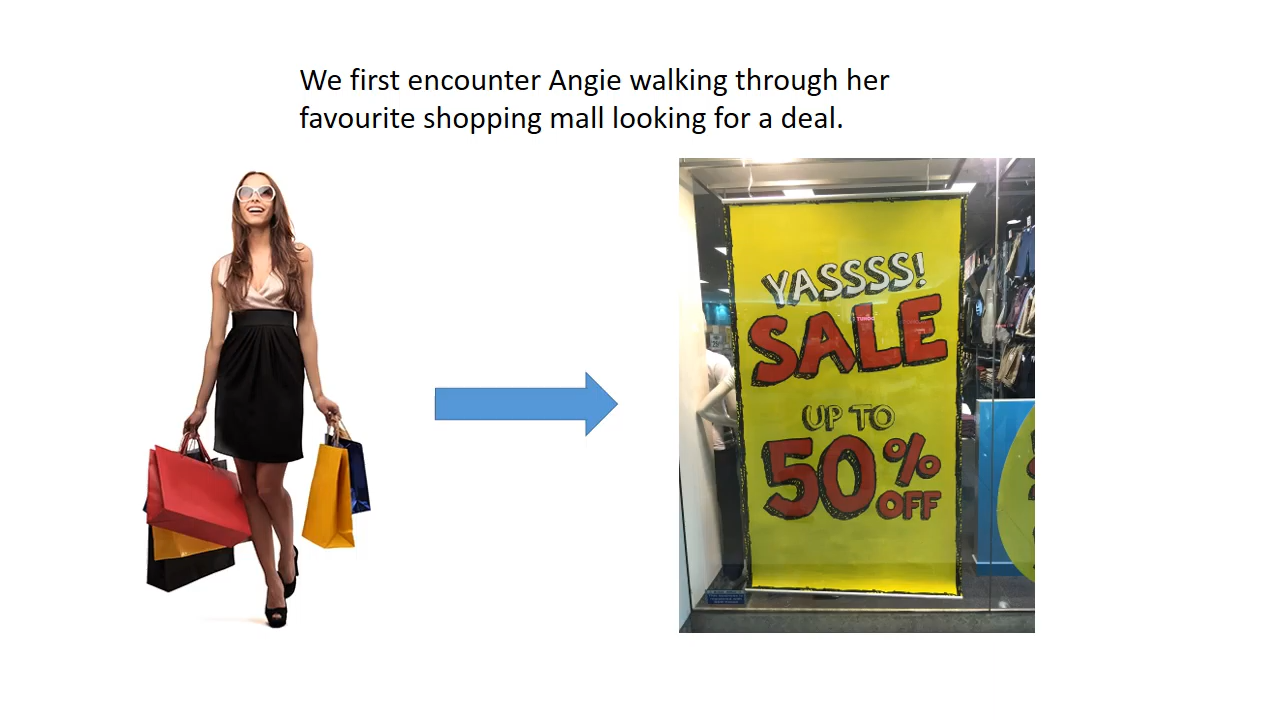 We first encounter Angie walking through her
favourite shopping mall looking for a deal.
YASSSS!
SALE
UP TO
50%
OFF